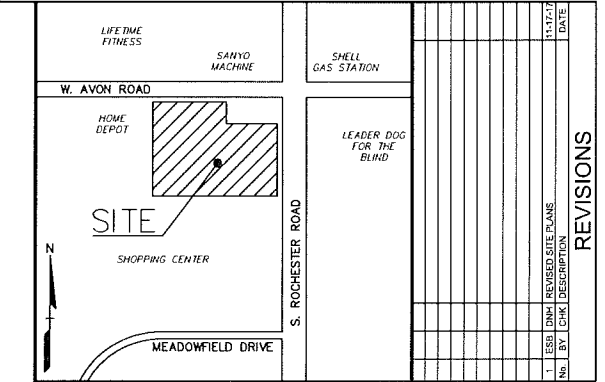 LIFETIME
FITNESS
SANYO
MACHINE
SHELL
GAS STATION
W. AVON ROAD
HOME
DEPOT
LEADER DOG
FOR THE
BLIND
SITE
S. ROCHESTER ROAD
N
SHOPPING CENTER
MEADOWFIELD DRIVE
1 ESB DNH REVISED SITE PLANS 11-17-17
No. BY CHK DESCRIPTION DATE
REVISIONS